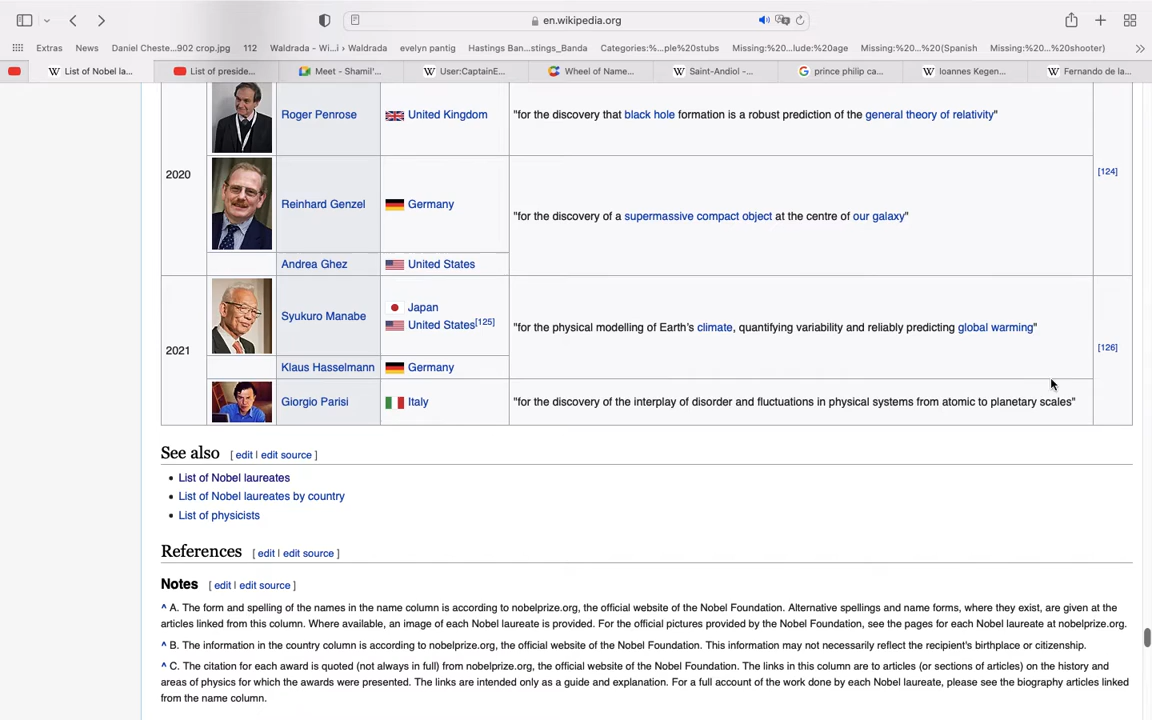 en.wikipedia.org
Extras News Daniel Cheste...902 crop.jpg 112 Waldrada - Wi...i › Waldrada evelyn pantig Hastings Ban...stings_Banda Categories:%...ple%20stubs Missing:%20...lude:%20age Missing:%20...%20(Spanish Missing:%20...%20shooter)
List of Nobel la... List of preside... Meet - Shamil'... User:CaptainE... Wheel of Name... Saint-Andiol -... prince philip ca... Ioannes Kegen... Fernando de la...
Roger Penrose United Kingdom "for the discovery that black hole formation is a robust prediction of the general theory of relativity"
2020 [124]
Reinhard Genzel Germany "for the discovery of a supermassive compact object at the centre of our galaxy"
Andrea Ghez United States
Syukuro Manabe Japan
United States[125] "for the physical modelling of Earth's climate, quantifying variability and reliably predicting global warming"
2021 [126]
Klaus Hasselmann Germany
Giorgio Parisi Italy "for the discovery of the interplay of disorder and fluctuations in physical systems from atomic to planetary scales"
See also [ edit | edit source ]
• List of Nobel laureates
• List of Nobel laureates by country
• List of physicists
References [ edit | edit source ]
Notes [ edit | edit source ]
^ A. The form and spelling of the names in the name column is according to nobelprize.org, the official website of the Nobel Foundation. Alternative spellings and name forms, where they exist, are given at the
articles linked from this column. Where available, an image of each Nobel laureate is provided. For the official pictures provided by the Nobel Foundation, see the pages for each Nobel laureate at nobelprize.org.
^ B. The information in the country column is according to nobelprize.org, the official website of the Nobel Foundation. This information may not necessarily reflect the recipient's birthplace or citizenship.
^ C. The citation for each award is quoted (not always in full) from nobelprize.org, the official website of the Nobel Foundation. The links in this column are to articles (or sections of articles) on the history and
areas of physics for which the awards were presented. The links are intended only as a guide and explanation. For a full account of the work done by each Nobel laureate, please see the biography articles linked
from the name column.